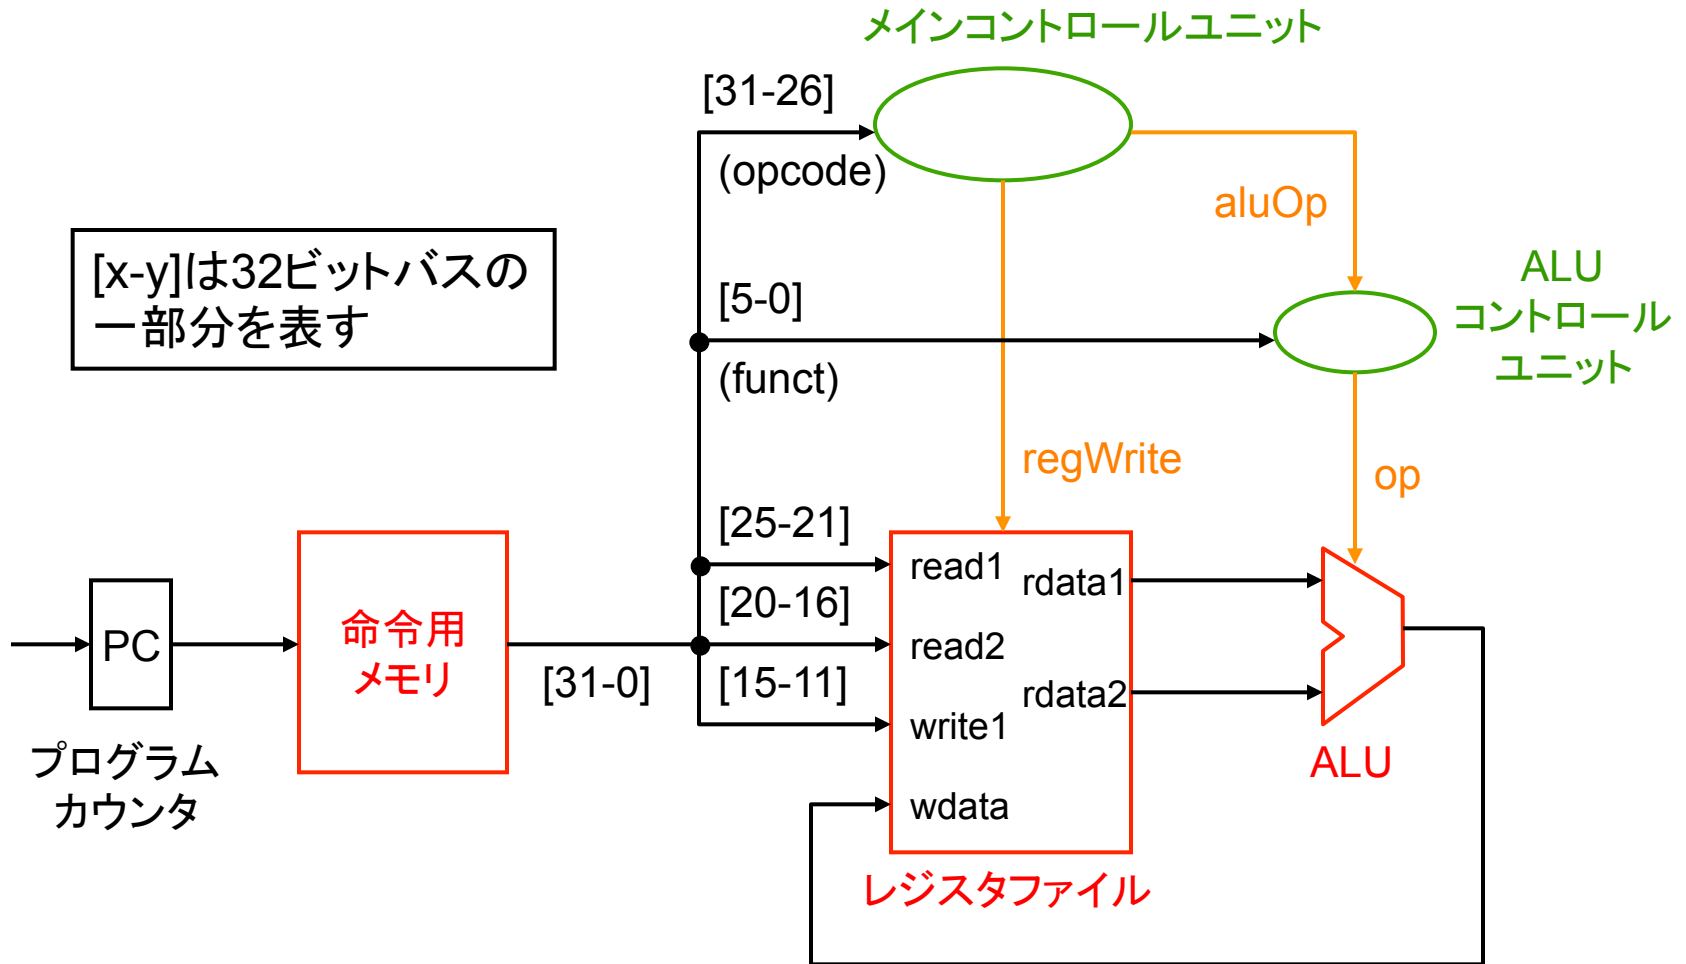 メインコントロールユニット
[31-26]
(opcode)
aluOp
[x-y]は32ビットバスの
一部分を表す
[5-0]
(funct)
ALU
コントロール
ユニット
regWrite
op
[25-21]
read1
rdata1
[20-16]
PC
命令用
メモリ
[31-0]
read2
[15-11]
rdata2
write1
プログラム
カウンタ
ALU
wdata
レジスタファイル